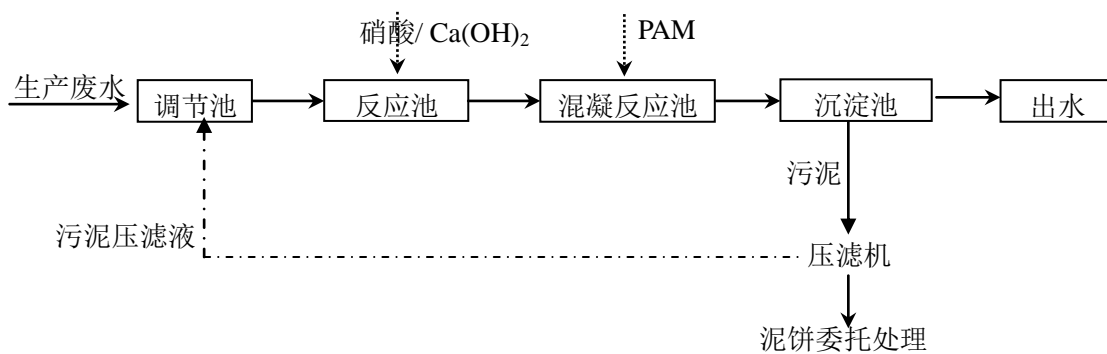 硝酸/ Ca(OH)₂
PAM
生产废水
调节池
反应池
混凝反应池
沉淀池
出水
污泥
污泥压滤液
压滤机
泥饼委托处理